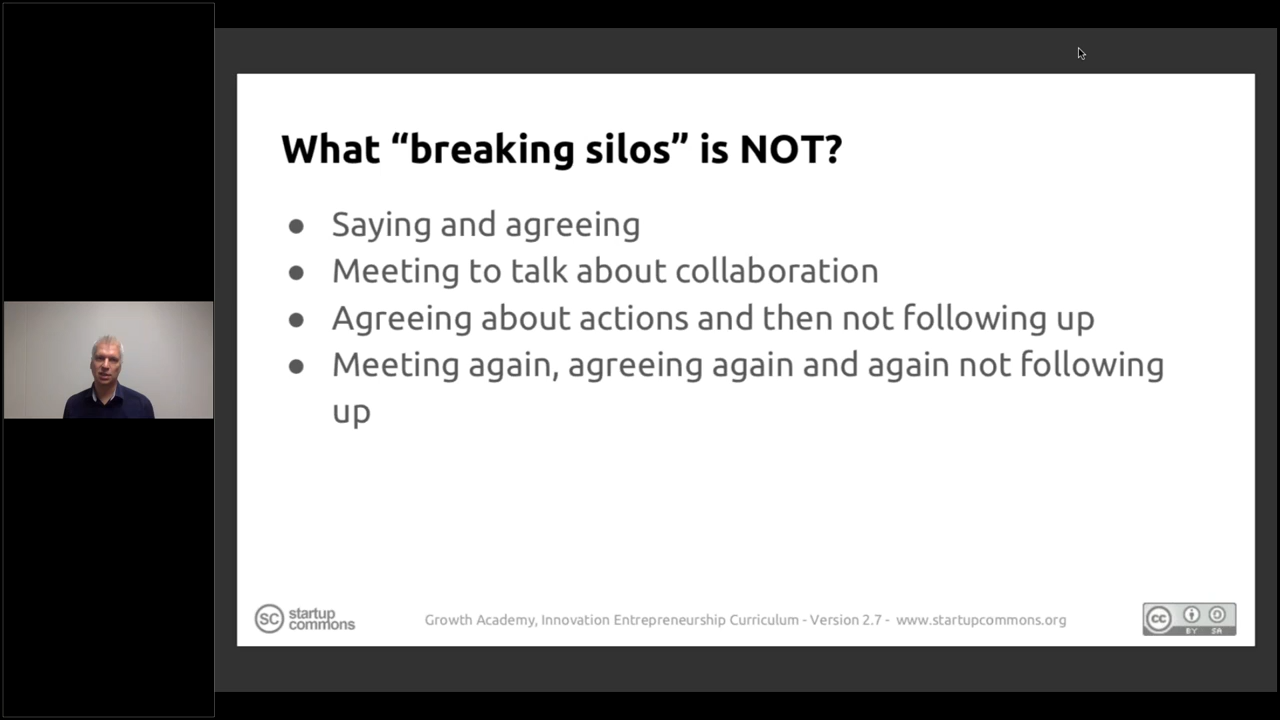 What “breaking silos” is NOT?
● Saying and agreeing
● Meeting to talk about collaboration
● Agreeing about actions and then not following up
● Meeting again, agreeing again and again not following
up
SC startup
commons
Growth Academy, Innovation Entrepreneurship Curriculum - Version 2.7 - www.startupcommons.org
cc BY SA